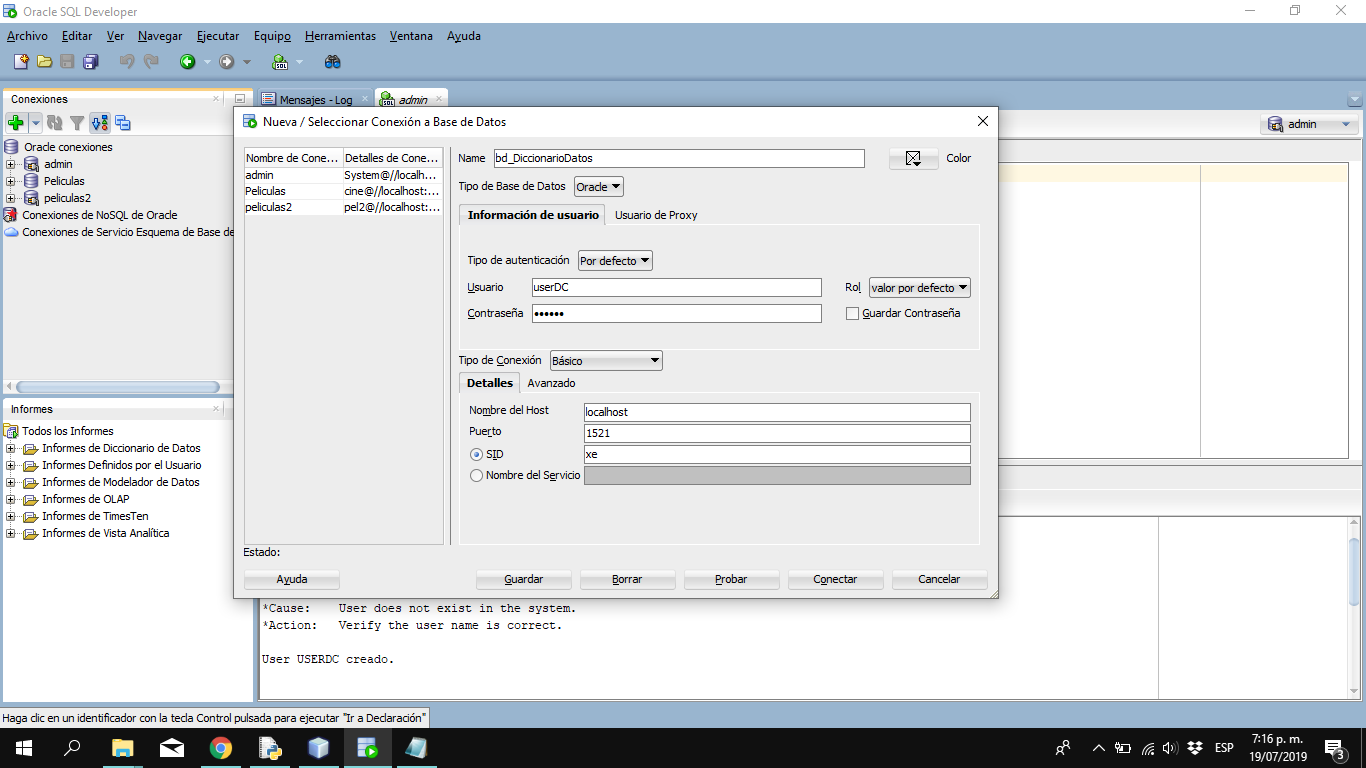 Oracle SQL Developer
Archivo Editar Ver Navegar Ejecutar Equipo Herramientas Ventana Ayuda
Conexiones
Mensajes - Log
admin
Oracle conexiones
admin
Peliculas
peliculas2
Conexiones de NoSQL de Oracle
Conexiones de Servicio Esquema de Base de
admin
Nueva / Seleccionar Conexión a Base de Datos
Nombre de Cone... Detalles de Cone...
admin System@//localh...
Peliculas cine@//localhost:...
peliculas2 pel2@//localhost:...
Name bd_DiccionarioDatos Color
Tipo de Base de Datos Oracle
Información de usuario Usuario de Proxy
Tipo de autenticación Por defecto
Usuario userDC Rol valor por defecto
Contraseña •••••• Guardar Contraseña
Tipo de Conexión Básico
Detalles Avanzado
Nombre del Host localhost
Puerto 1521
SID xe
Nombre del Servicio
Estado:
Ayuda Guardar Borrar Probar Conectar Cancelar
Informes
Todos los Informes
Informes de Diccionario de Datos
Informes Definidos por el Usuario
Informes de Modelador de Datos
Informes de OLAP
Informes de TimesTen
Informes de Vista Analítica
*Cause: User does not exist in the system.
*Action: Verify the user name is correct.
User USERDC creado.
Haga clic en un identificador con la tecla Control pulsada para ejecutar "Ir a Declaración"
ESP
7:16 p. m.
19/07/2019
3